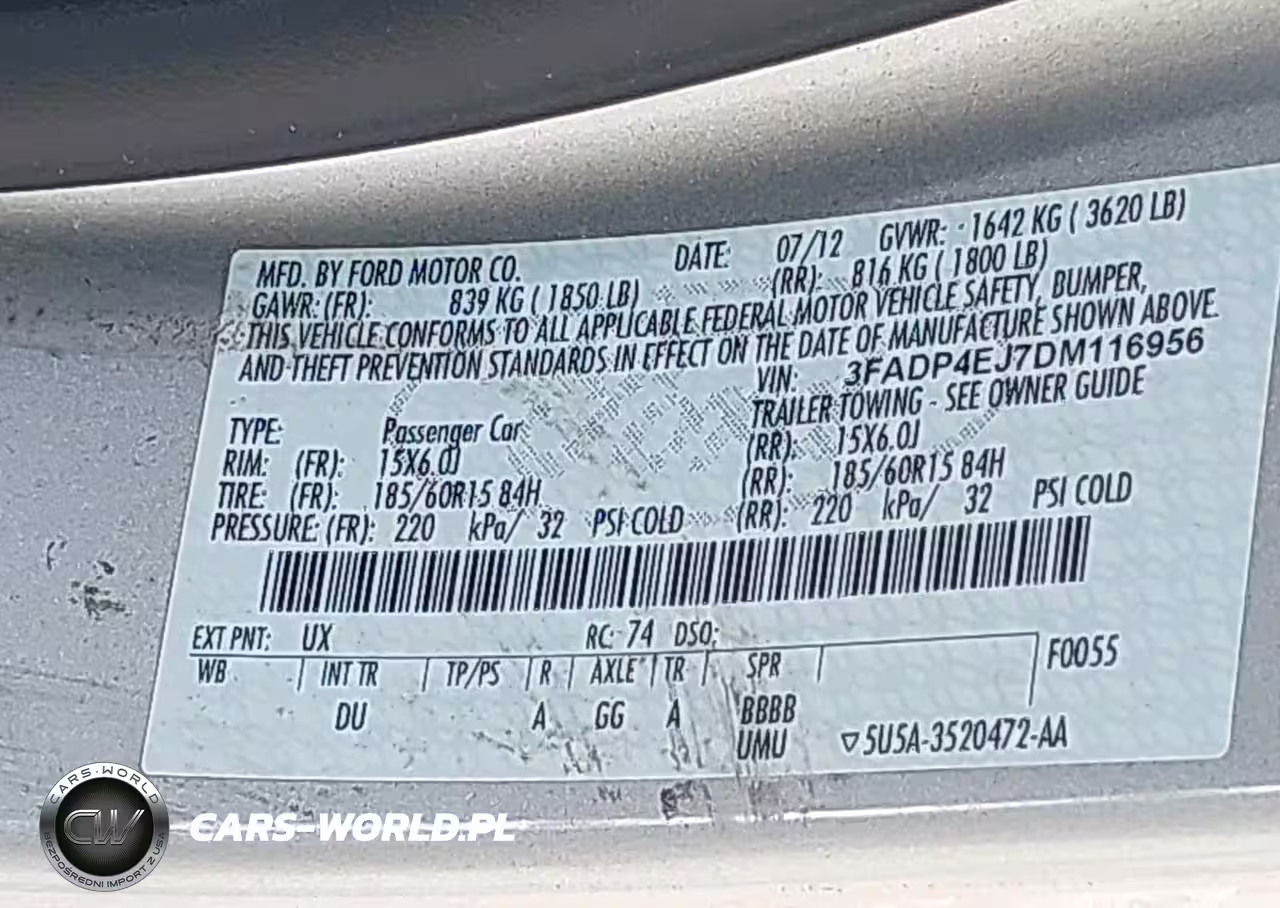 MFD. BY FORD MOTOR CO. DATE: 07/12 GVWR: 1642 KG ( 3620 LB)
GAWR: (FR): 839 KG ( 1850 LB) (RR): 816 KG ( 1800 LB)
THIS VEHICLE CONFORMS TO ALL APPLICABLE FEDERAL MOTOR VEHICLE SAFETY, BUMPER,
AND THEFT PREVENTION STANDARDS IN EFFECT ON THE DATE OF MANUFACTURE SHOWN ABOVE.
VIN: 3FADP4EJ7DM116956
TYPE: Passenger Car TRAILER TOWING - SEE OWNER GUIDE
RIM: (FR): 15X6.0J (RR): 15X6.0J
TIRE: (FR): 185/60R15 84H (RR): 185/60R15 84H
PRESSURE: (FR): 220 kPa/ 32 PSI COLD (RR): 220 kPa/ 32 PSI COLD
EXT PNT: UX RC: 74 DSO:
WB INT TR TP/PS R AXLE TR SPR F0055
DU A GG A BBBB
UMU ▽5U5A-3520472-AA
CARS-WORLD
CW
BEZPOŚREDNI IMPORT Z USA
CARS-WORLD.PL